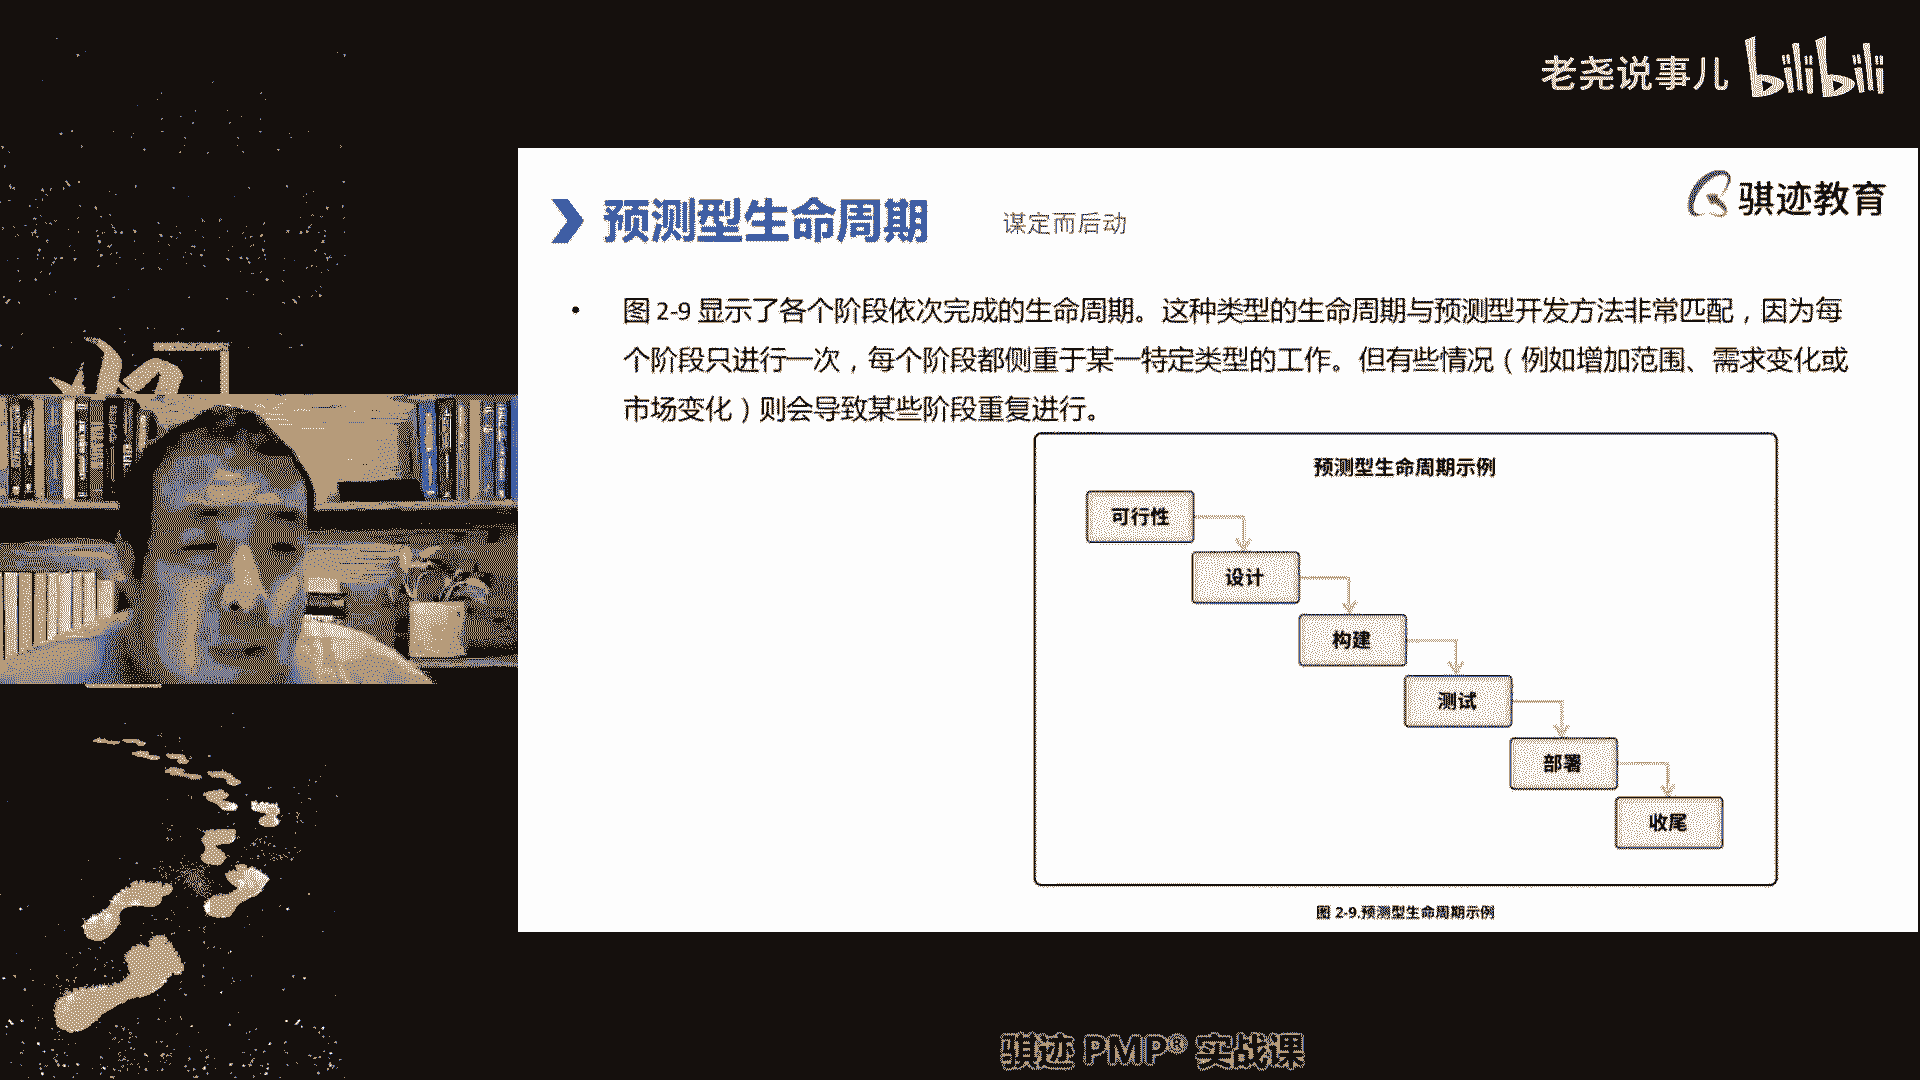 老尧说事儿 bilibili
骐迹教育
预测型生命周期 谋定而后动
• 图 2-9 显示了各个阶段依次完成的生命周期。这种类型的生命周期与预测型开发方法非常匹配，因为每
个阶段只进行一次，每个阶段都侧重于某一特定类型的工作。但有些情况（例如增加范围、需求变化或
市场变化）则会导致某些阶段重复进行。
预测型生命周期示例
可行性
设计
构建
测试
部署
收尾
图 2-9.预测型生命周期示例
骐迹 PMP® 实战课